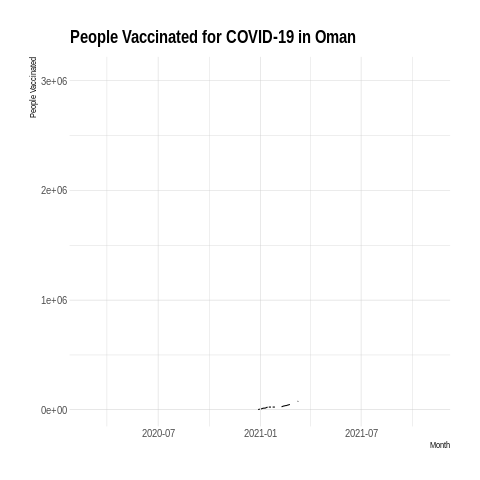 People Vaccinated for COVID-19 in Oman
People Vaccinated
3e+06
2e+06
1e+06
0e+00
2020-07 2021-01 2021-07
Month